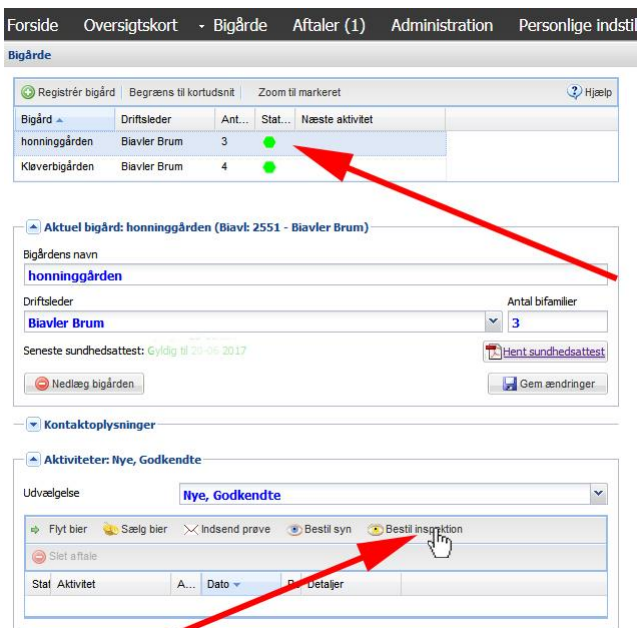 Forside Oversigtskort Bigårde Aftaler (1) Administration Personlige indstil
Bigårde
Registrér bigård Begræns til kortudsnit Zoom til markeret Hjælp
Bigård Driftsleder Ant... Stat... Næste aktivitet
honninggården Biavler Brum 3
Kløverbigården Biavler Brum 4
Aktuel bigård: honninggården (Biavl: 2551 - Biavler Brum)
Bigårdens navn
honninggården
Driftsleder Antal bifamilier
Biavler Brum 3
Seneste sundhedsattest: Gyldig til 2017 Hent sundhedsattest
Nedlæg bigården Gem ændringer
Kontaktoplysninger
Aktiviteter: Nye, Godkendte
Udvælgelse Nye, Godkendte
Flyt bier Sælg bier Indsend prøve Bestil syn Bestil inspektion
Slet aftale
Stat Aktivitet A... Dato Detaljer